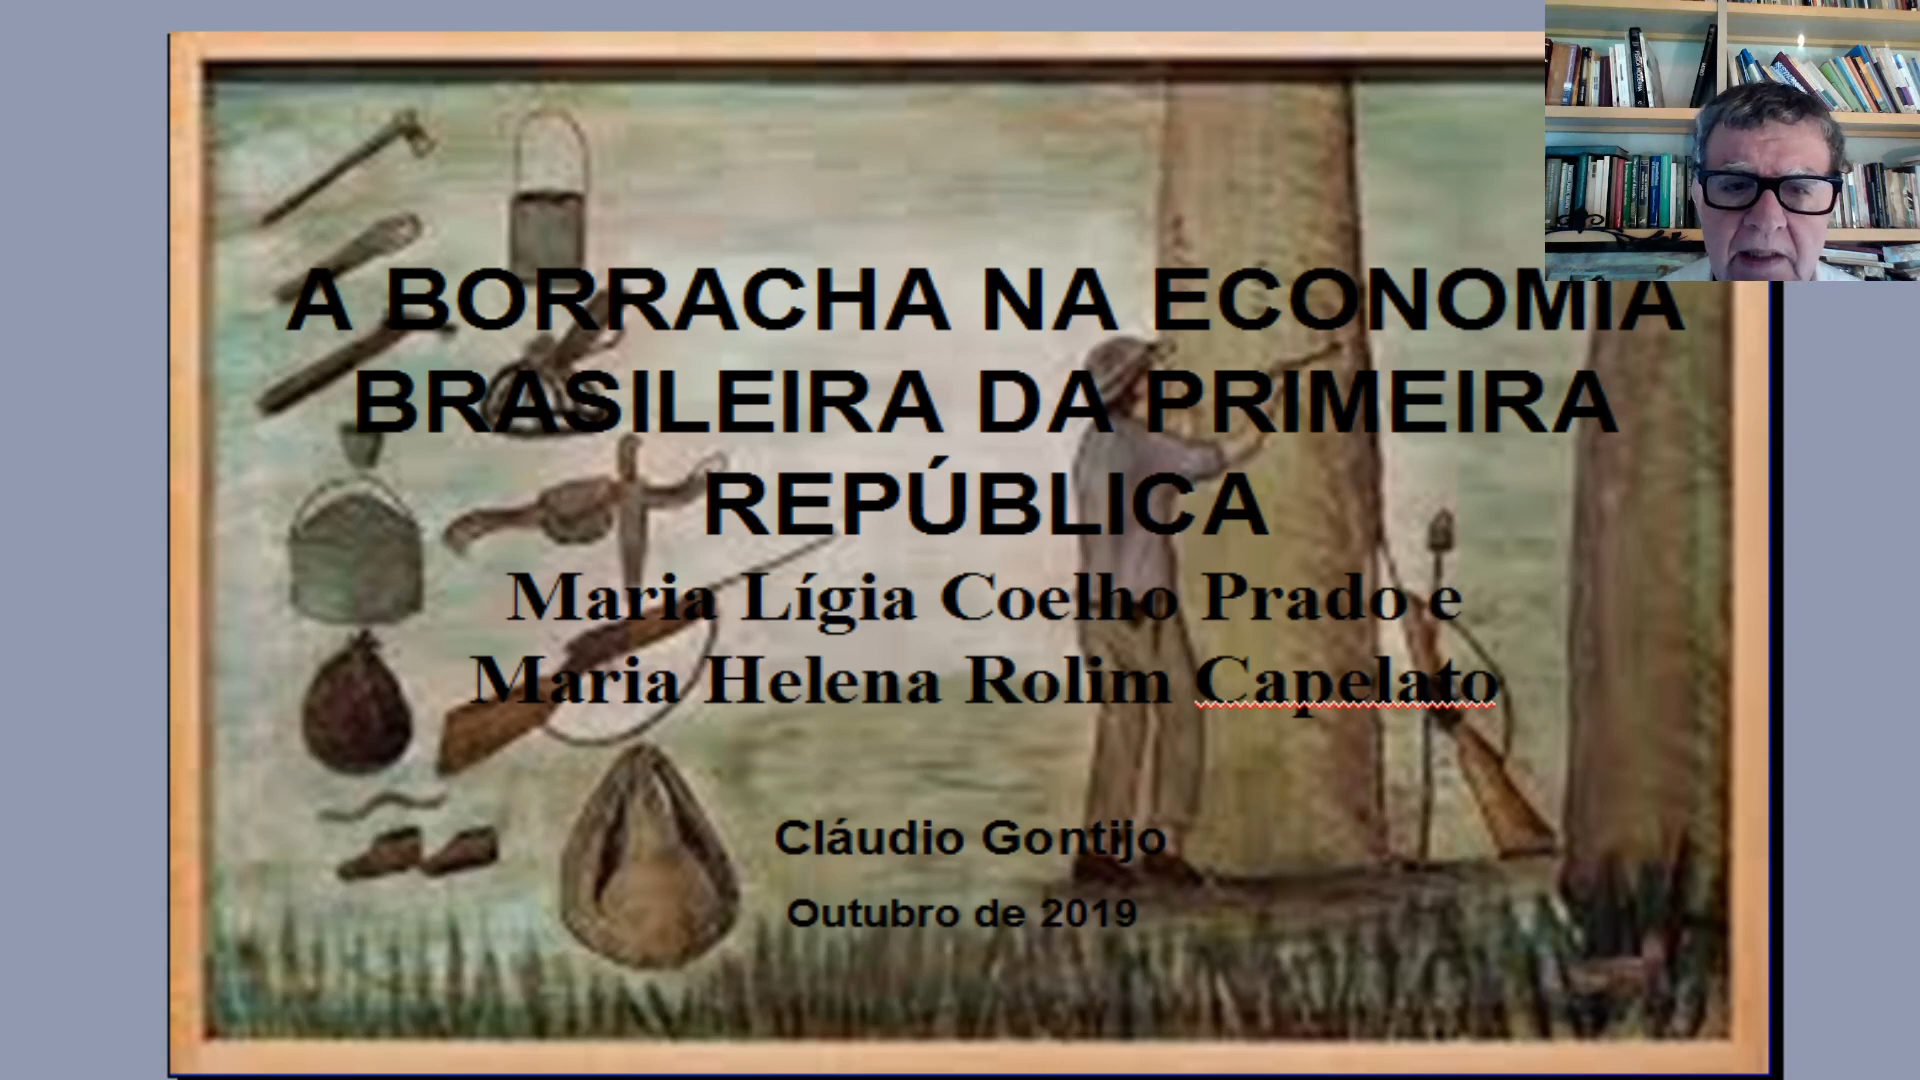 A BORRACHA NA ECONOMIA
BRASILEIRA DA PRIMEIRA
REPÚBLICA
Maria Lígia Coelho Prado e
Maria Helena Rolim Capelato
Cláudio Gontijo
Outubro de 2019